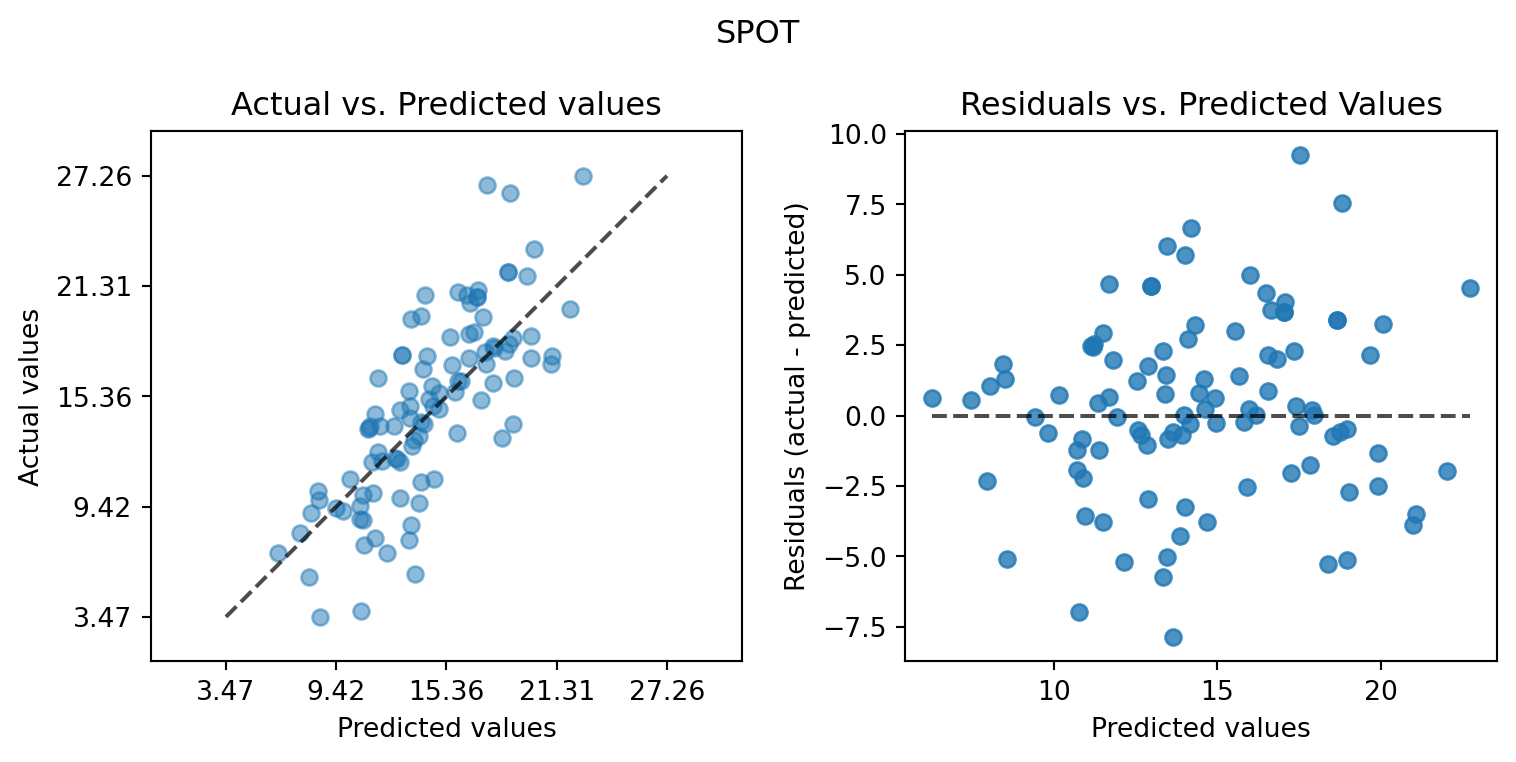 SPOT
Actual vs. Predicted values
27.26
21.31
15.36
9.42
3.47
Actual values
3.47 9.42 15.36 21.31 27.26
Predicted values
Residuals vs. Predicted Values
10.0
7.5
5.0
2.5
0.0
−2.5
−5.0
−7.5
Residuals (actual - predicted)
10 15 20
Predicted values